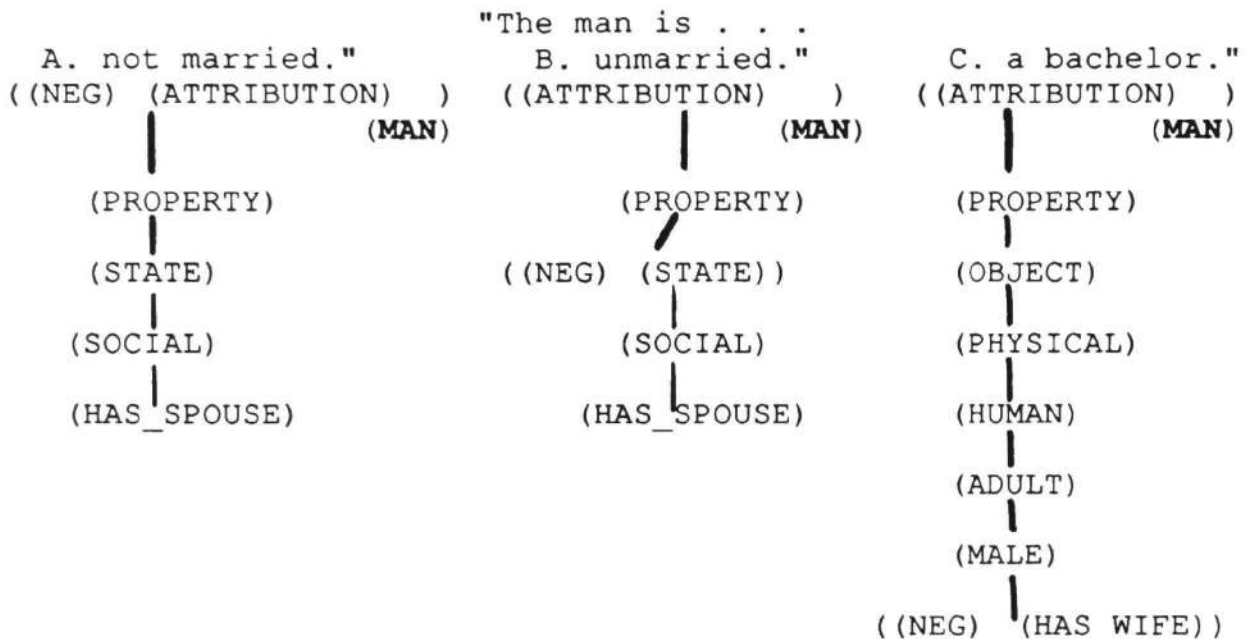 "The man is . . .
A. not married." B. unmarried." C. a bachelor."
((NEG) (ATTRIBUTION) ) ((ATTRIBUTION) ) ((ATTRIBUTION) )
(MAN) (MAN) (MAN)
(PROPERTY) (PROPERTY) (PROPERTY)
(STATE) ((NEG) (STATE)) (OBJECT)
(SOCIAL) (SOCIAL) (PHYSICAL)
(HAS_SPOUSE) (HAS_SPOUSE) (HUMAN)
(ADULT)
(MALE)
((NEG) (HAS WIFE))